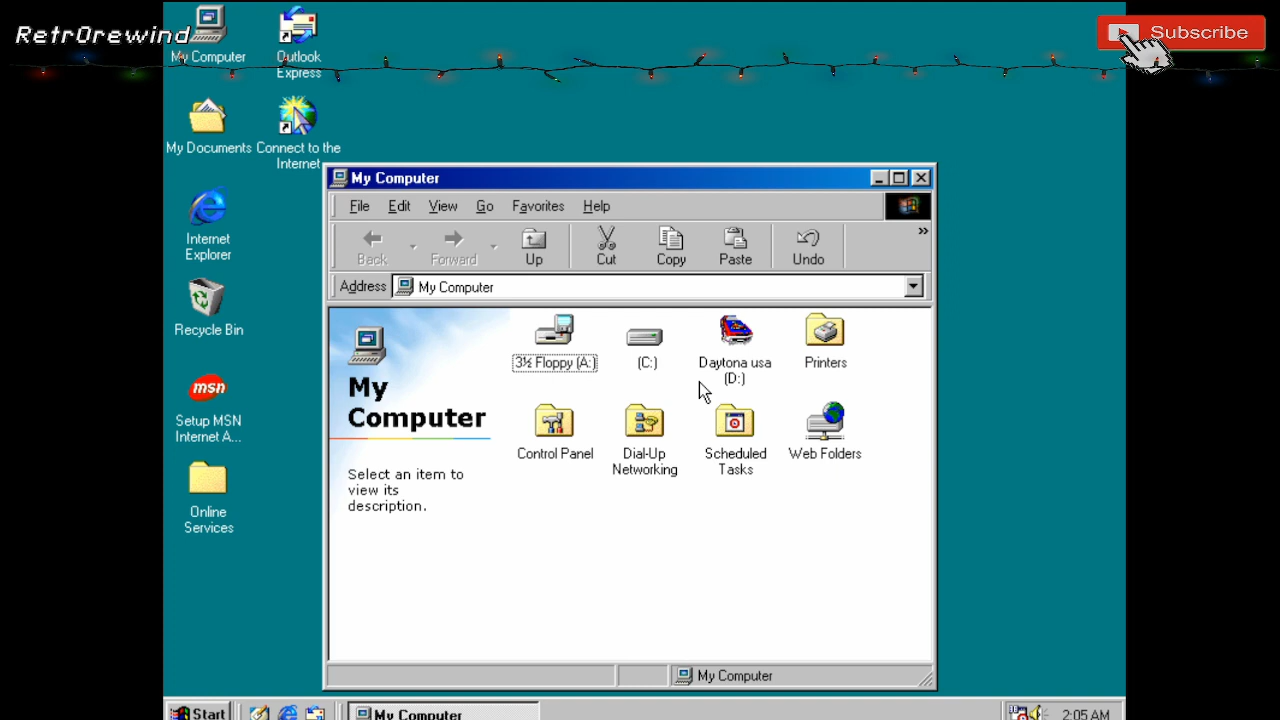 Retr0rewind
Subscribe
My Computer
Outlook
Express
My Documents
Connect to the
Internet
Internet
Explorer
Recycle Bin
msn
Setup MSN
Internet A...
Online
Services
My Computer
File Edit View Go Favorites Help
Back Forward Up Cut Copy Paste Undo »
Address My Computer
My
Computer
Select an item to
view its
description.
3½ Floppy (A:)
(C:)
Daytona usa
(D:)
Printers
Control Panel
Dial-Up
Networking
Scheduled
Tasks
Web Folders
My Computer
Start My Computer 2:05 AM